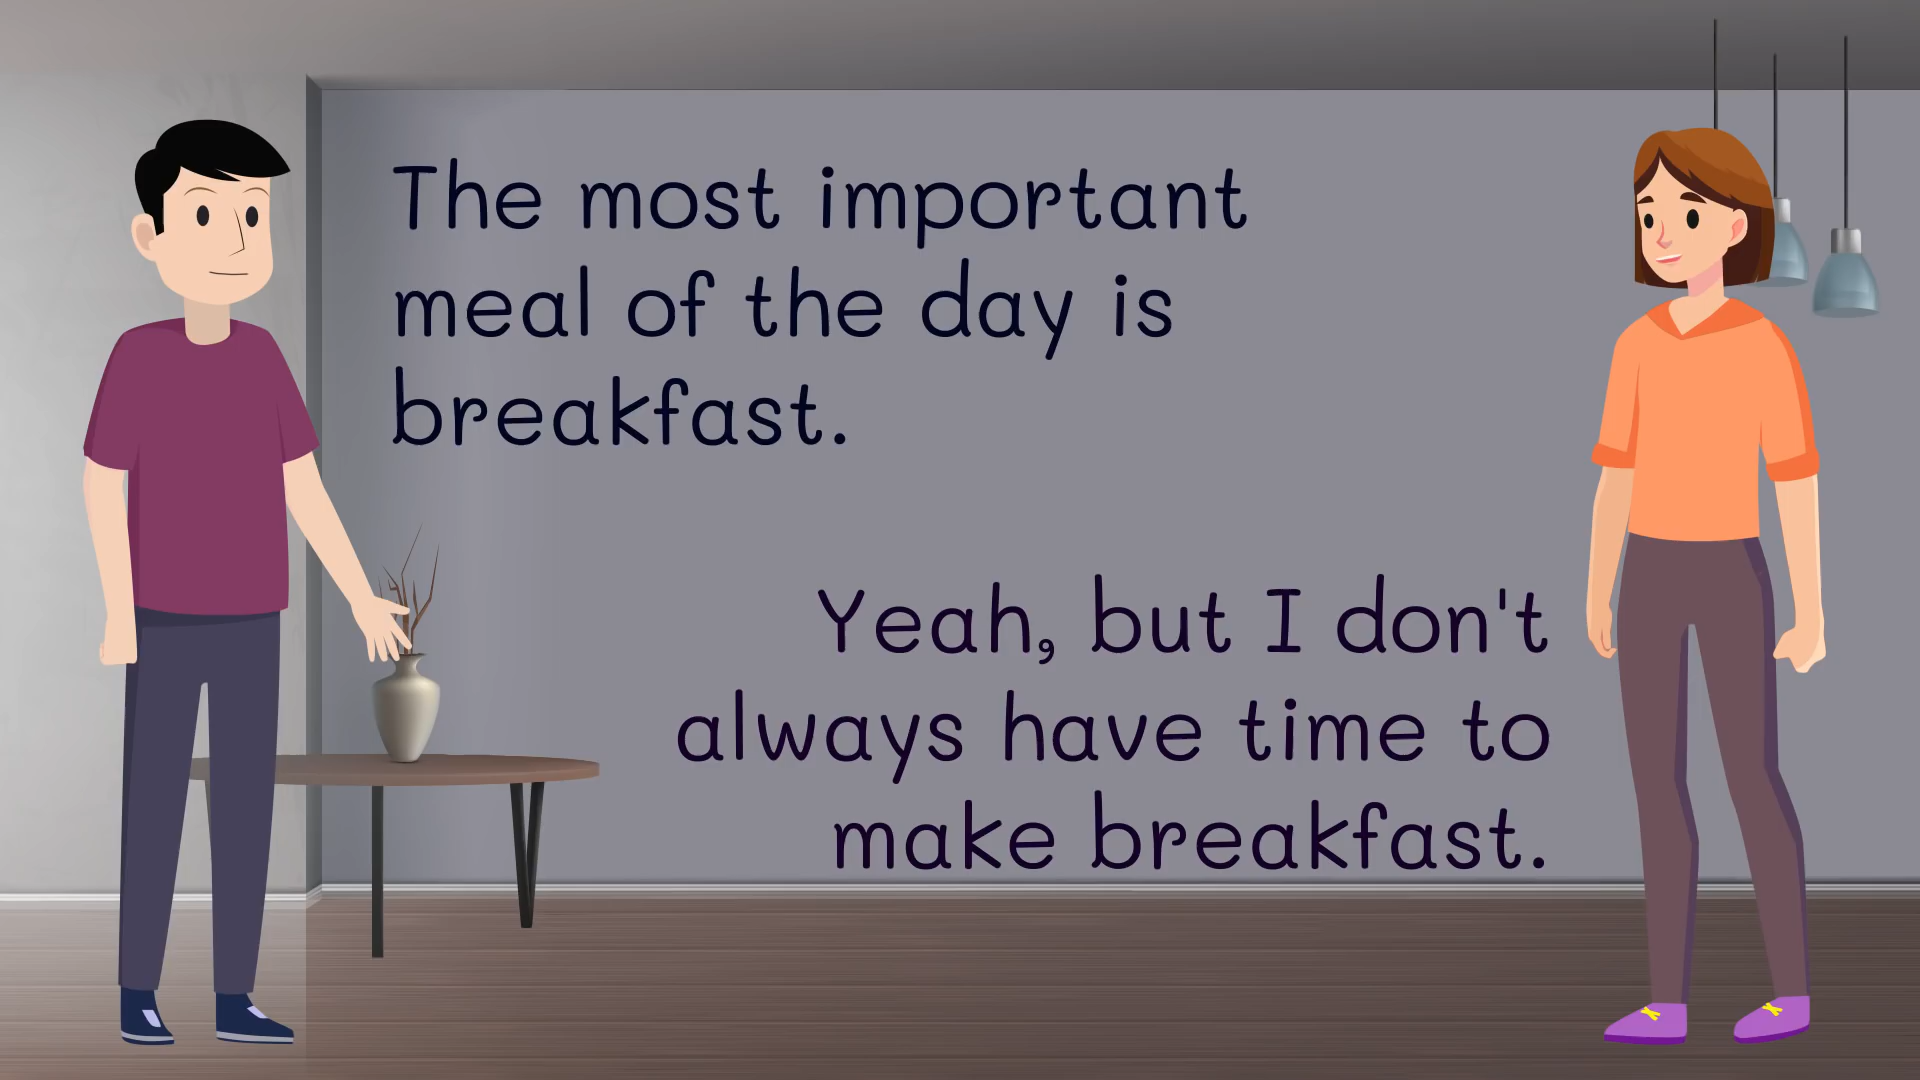 The most important
meal of the day is
breakfast.
Yeah, but I don't
always have time to
make breakfast.